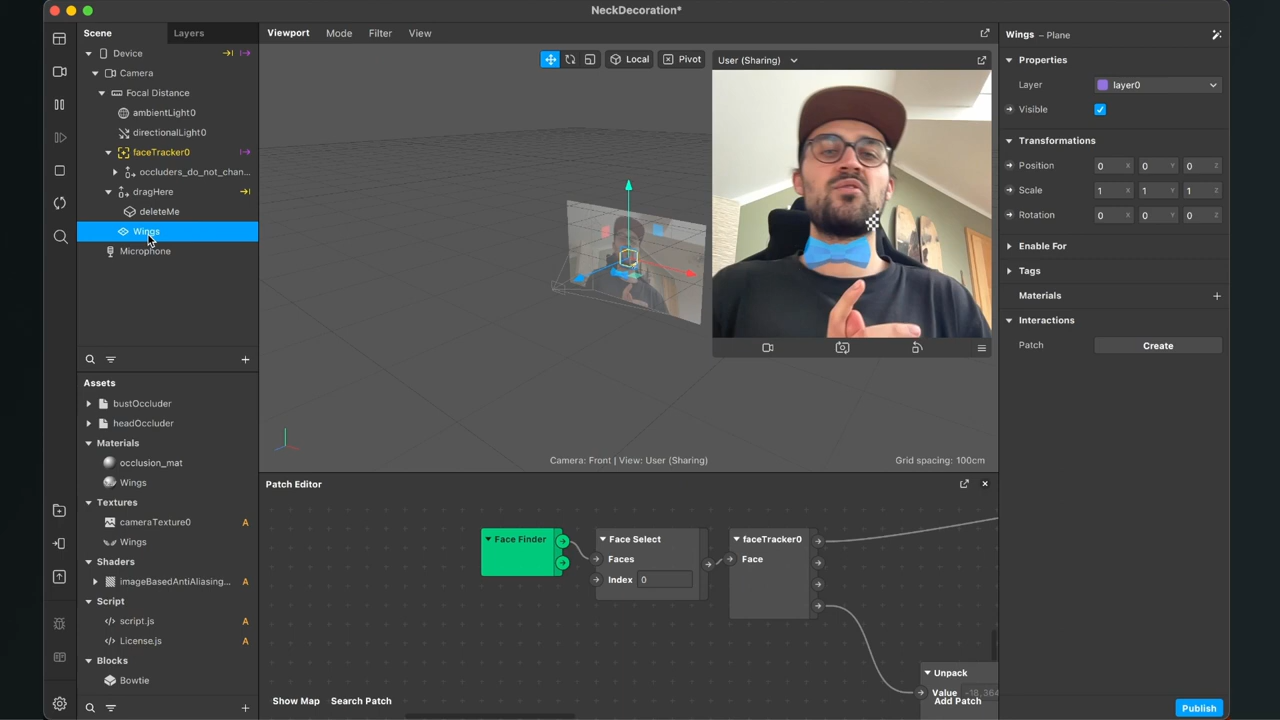 NeckDecoration*
Scene
Layers
Device
Camera
Focal Distance
ambientLight0
directionalLight0
faceTracker0
occluders_do_not_chan...
dragHere
deleteMe
Wings
Microphone
Assets
bustOccluder
headOccluder
Materials
occlusion_mat
Wings
Textures
cameraTexture0 A
Wings
Shaders
imageBasedAntiAliasing... A
Script
script.js A
License.js A
Blocks
Bowtie
Viewport Mode Filter View
Local Pivot
User (Sharing)
Camera: Front | View: User (Sharing)
Grid spacing: 100cm
Patch Editor
Face Finder
Face Select
Faces
Index 0
faceTracker0
Face
Unpack
Value -18,364
Show Map Search Patch
Add Patch
Wings – Plane
Properties
Layer layer0
Visible
Transformations
Position 0 X 0 Y 0 Z
Scale 1 X 1 Y 1 Z
Rotation 0 X 0 Y 0 Z
Enable For
Tags
Materials
Interactions
Patch Create
Publish